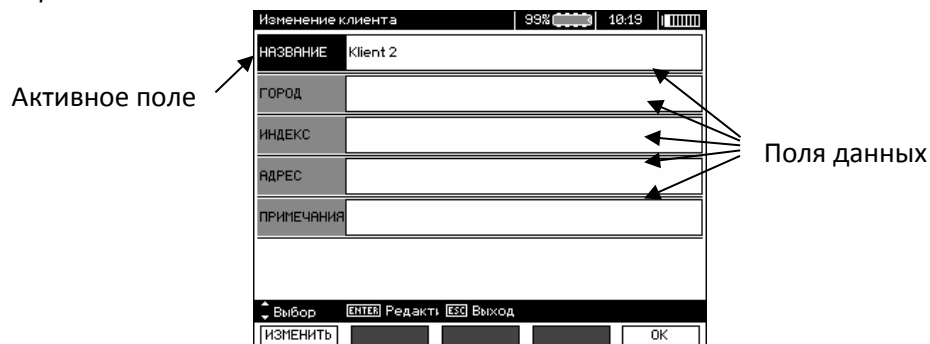 Изменение клиента 99% 10:19
НАЗВАНИЕ Klient 2
Активное поле
ГОРОД
ИНДЕКС
Поля данных
АДРЕС
ПРИМЕЧАНИЯ
Выбор ENTER Редакти ESC Выход
ИЗМЕНИТЬ OK